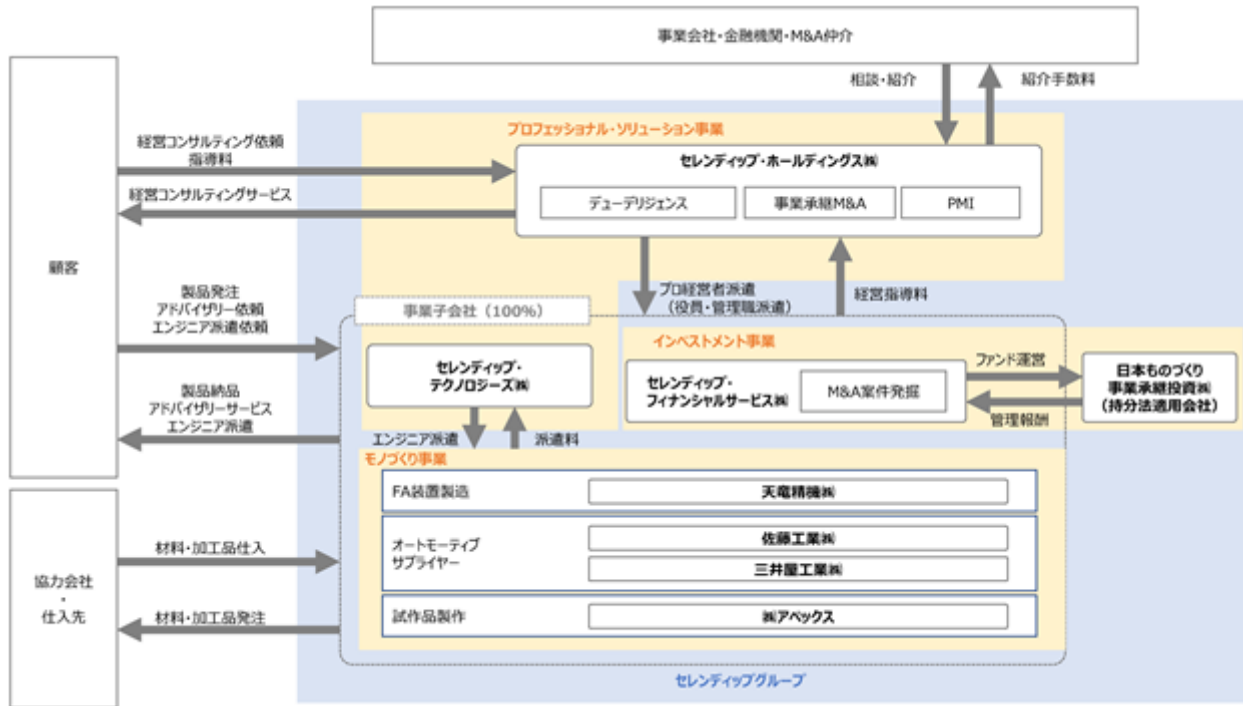 事業会社・金融機関・M&A仲介
相談・紹介
紹介手数料
プロフェッショナル・ソリューション事業
経営コンサルティング依頼
指導料
セレンディップ・ホールディングス㈱
経営コンサルティングサービス
デューデリジェンス
事業承継M&A
PMI
顧客
製品発注
アドバイザリー依頼
エンジニア派遣依頼
プロ経営者派遣
（役員・管理職派遣）
経営指導料
事業子会社（100%）
インベストメント事業
セレンディップ・
テクノロジーズ㈱
セレンディップ・
フィナンシャルサービス㈱
M&A案件発掘
ファンド運営
管理報酬
日本ものづくり
事業承継投資㈱
（持分法適用会社）
製品納品
アドバイザリーサービス
エンジニア派遣
エンジニア派遣
派遣料
モノづくり事業
FA装置製造
天竜精機㈱
オートモーティブ
サプライヤー
佐藤工業㈱
三井屋工業㈱
試作品製作
㈱アペックス
材料・加工品仕入
協力会社
・
仕入先
材料・加工品発注
セレンディップグループ